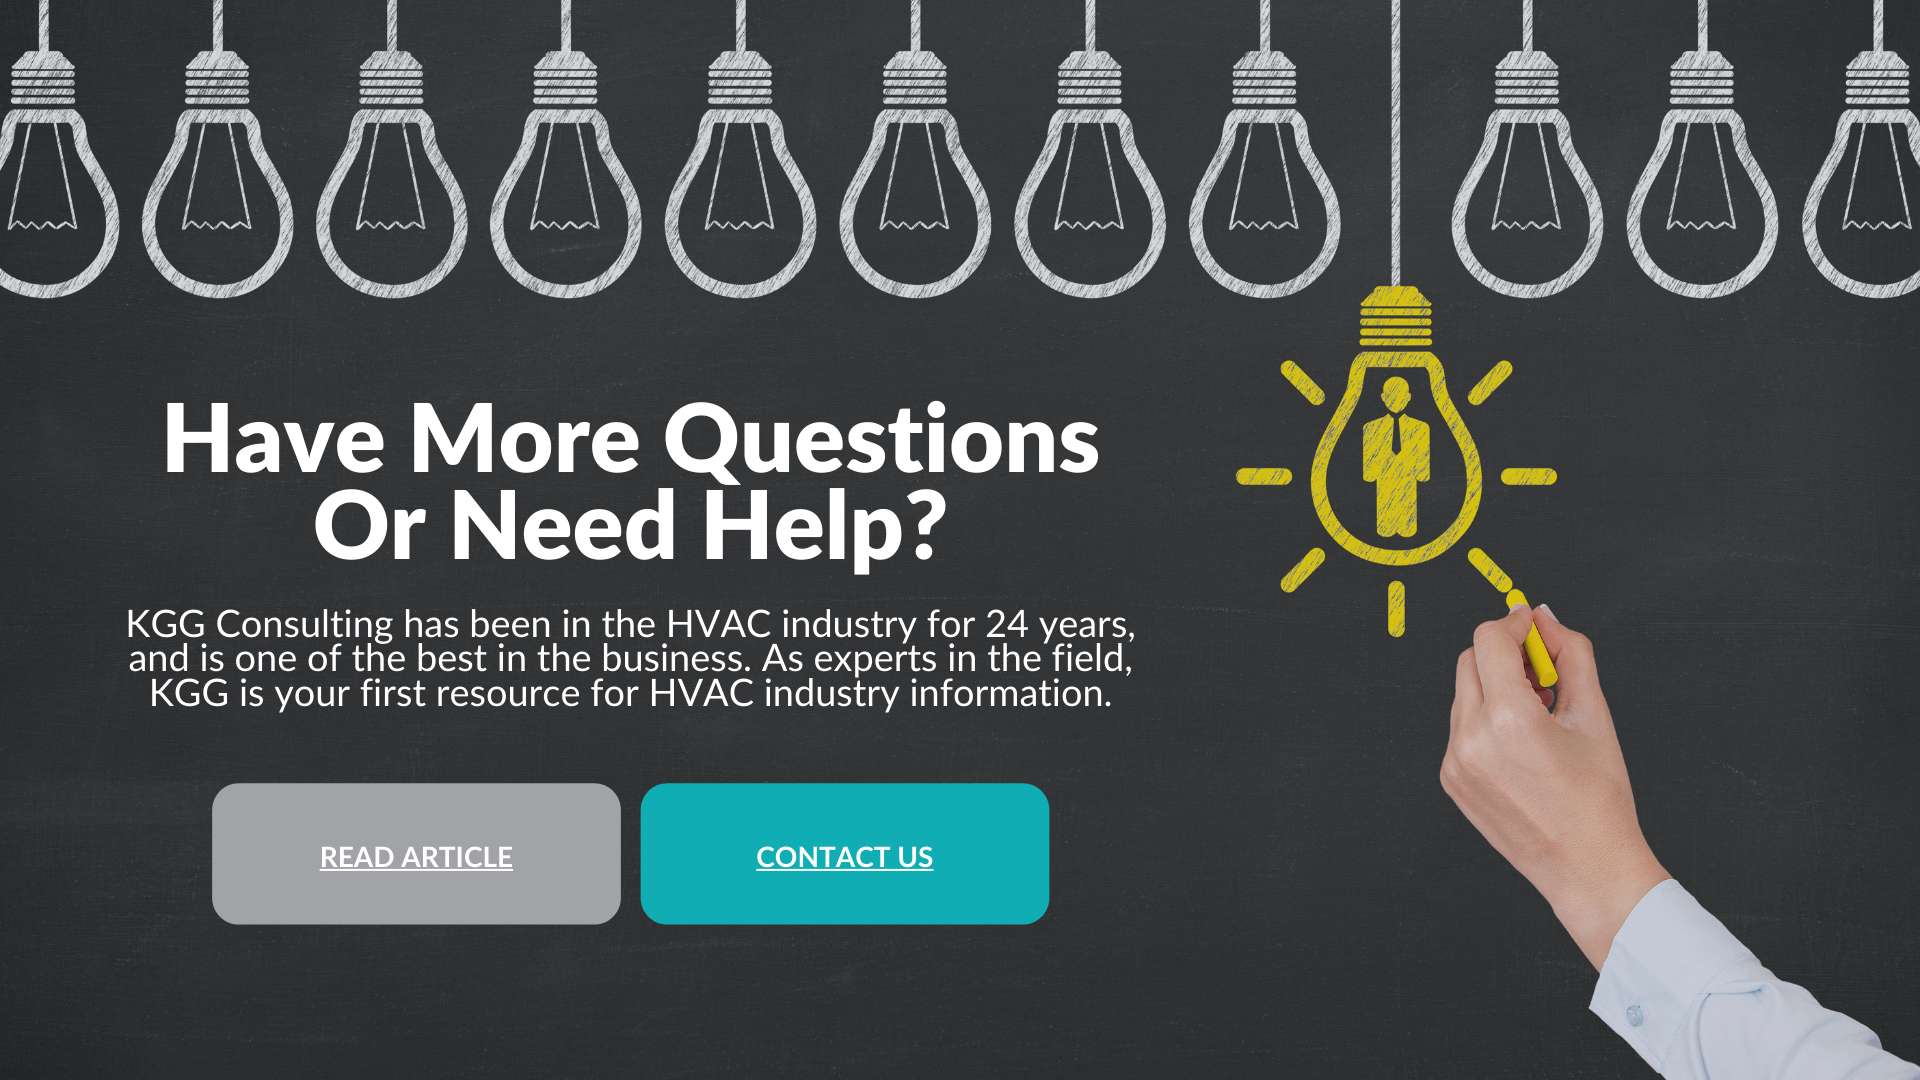 Have More Questions
Or Need Help?
KGG Consulting has been in the HVAC industry for 24 years,
and is one of the best in the business. As experts in the field,
KGG is your first resource for HVAC industry information.
READ ARTICLE
CONTACT US